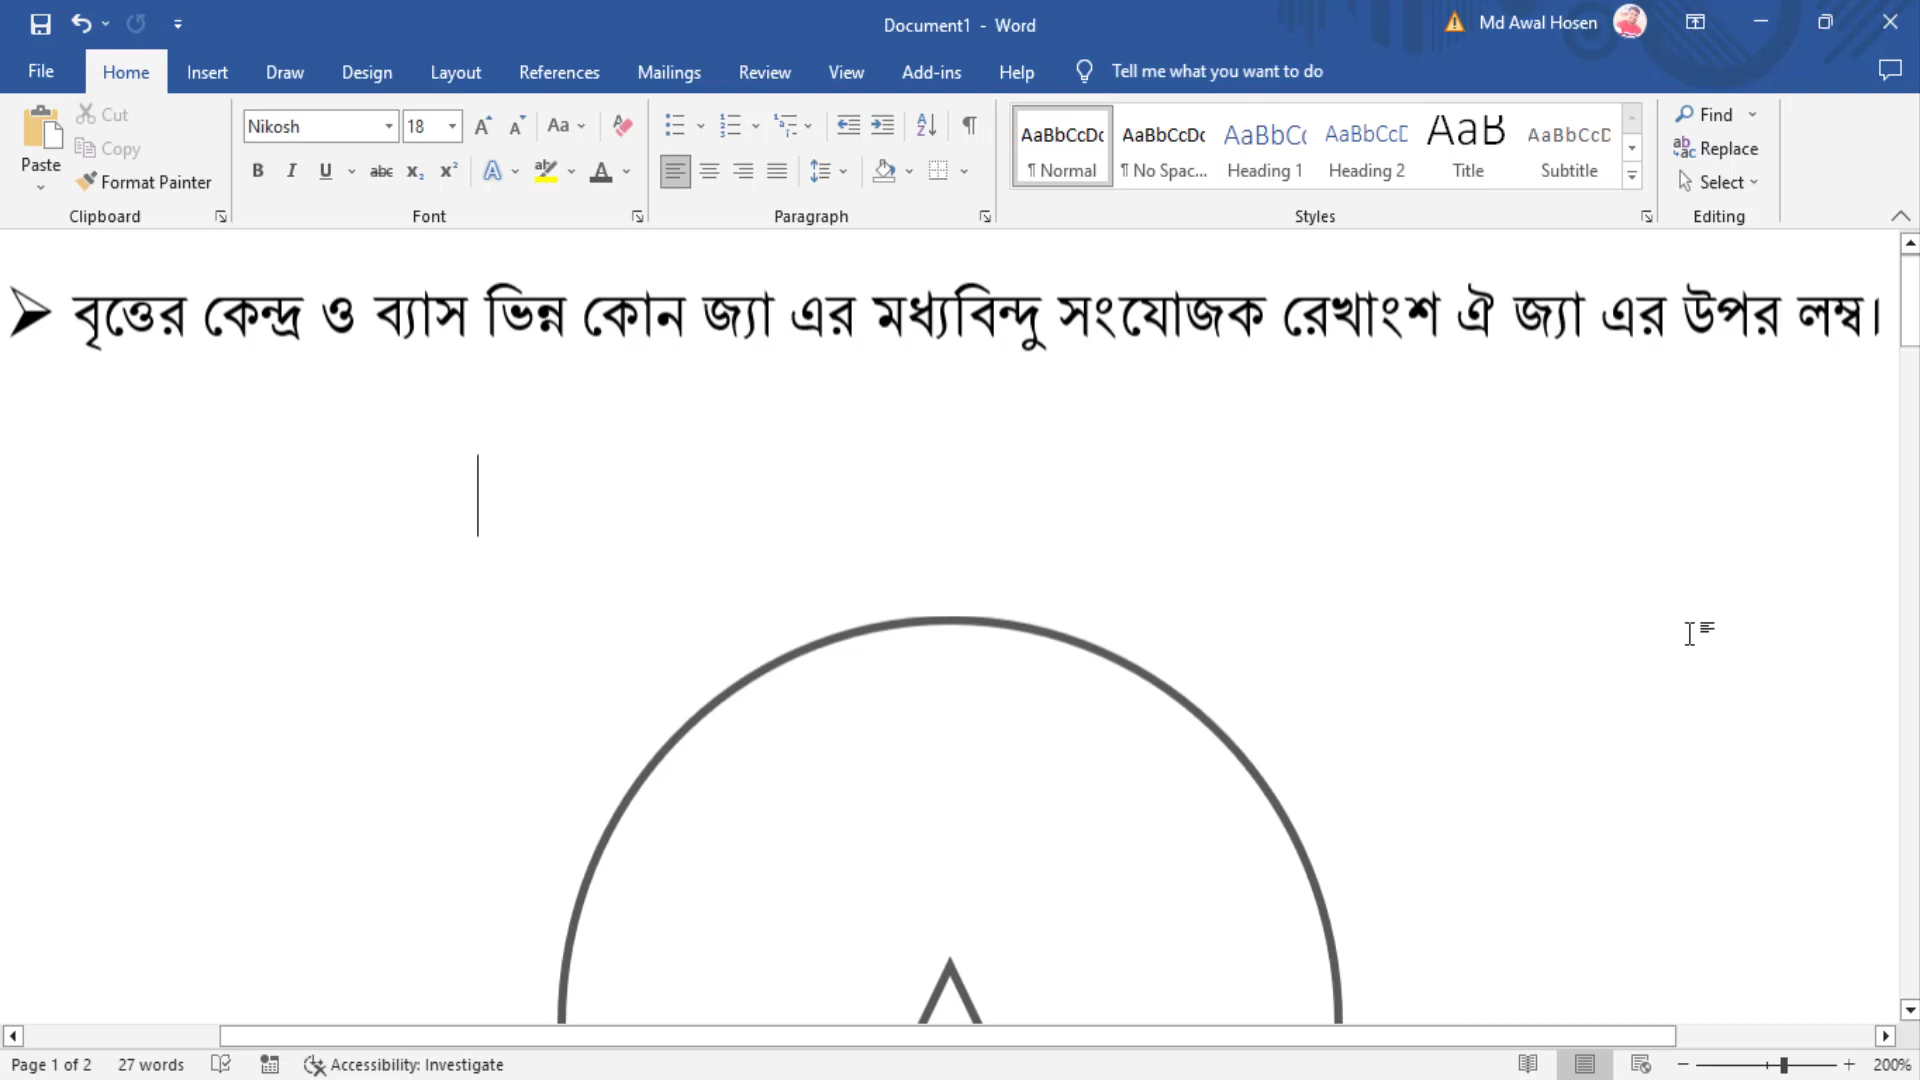 Document1 - Word
Md Awal Hosen
File Home Insert Draw Design Layout References Mailings Review View Add-ins Help Tell me what you want to do
Paste
Cut
Copy
Format Painter
Clipboard
Nikosh 18
Font
Paragraph
AaBbCcDc AaBbCcDc AaBbCc AaBbCcD AaB AaBbCcD
¶ Normal ¶ No Spac... Heading 1 Heading 2 Title Subtitle
Styles
Find
Replace
Select
Editing
➤ বৃত্তের কেন্দ্র ও ব্যাস ভিন্ন কোন জ্যা এর মধ্যবিন্দু সংযোজক রেখাংশ ঐ জ্যা এর উপর লম্ব।
Page 1 of 2 27 words Accessibility: Investigate 200%